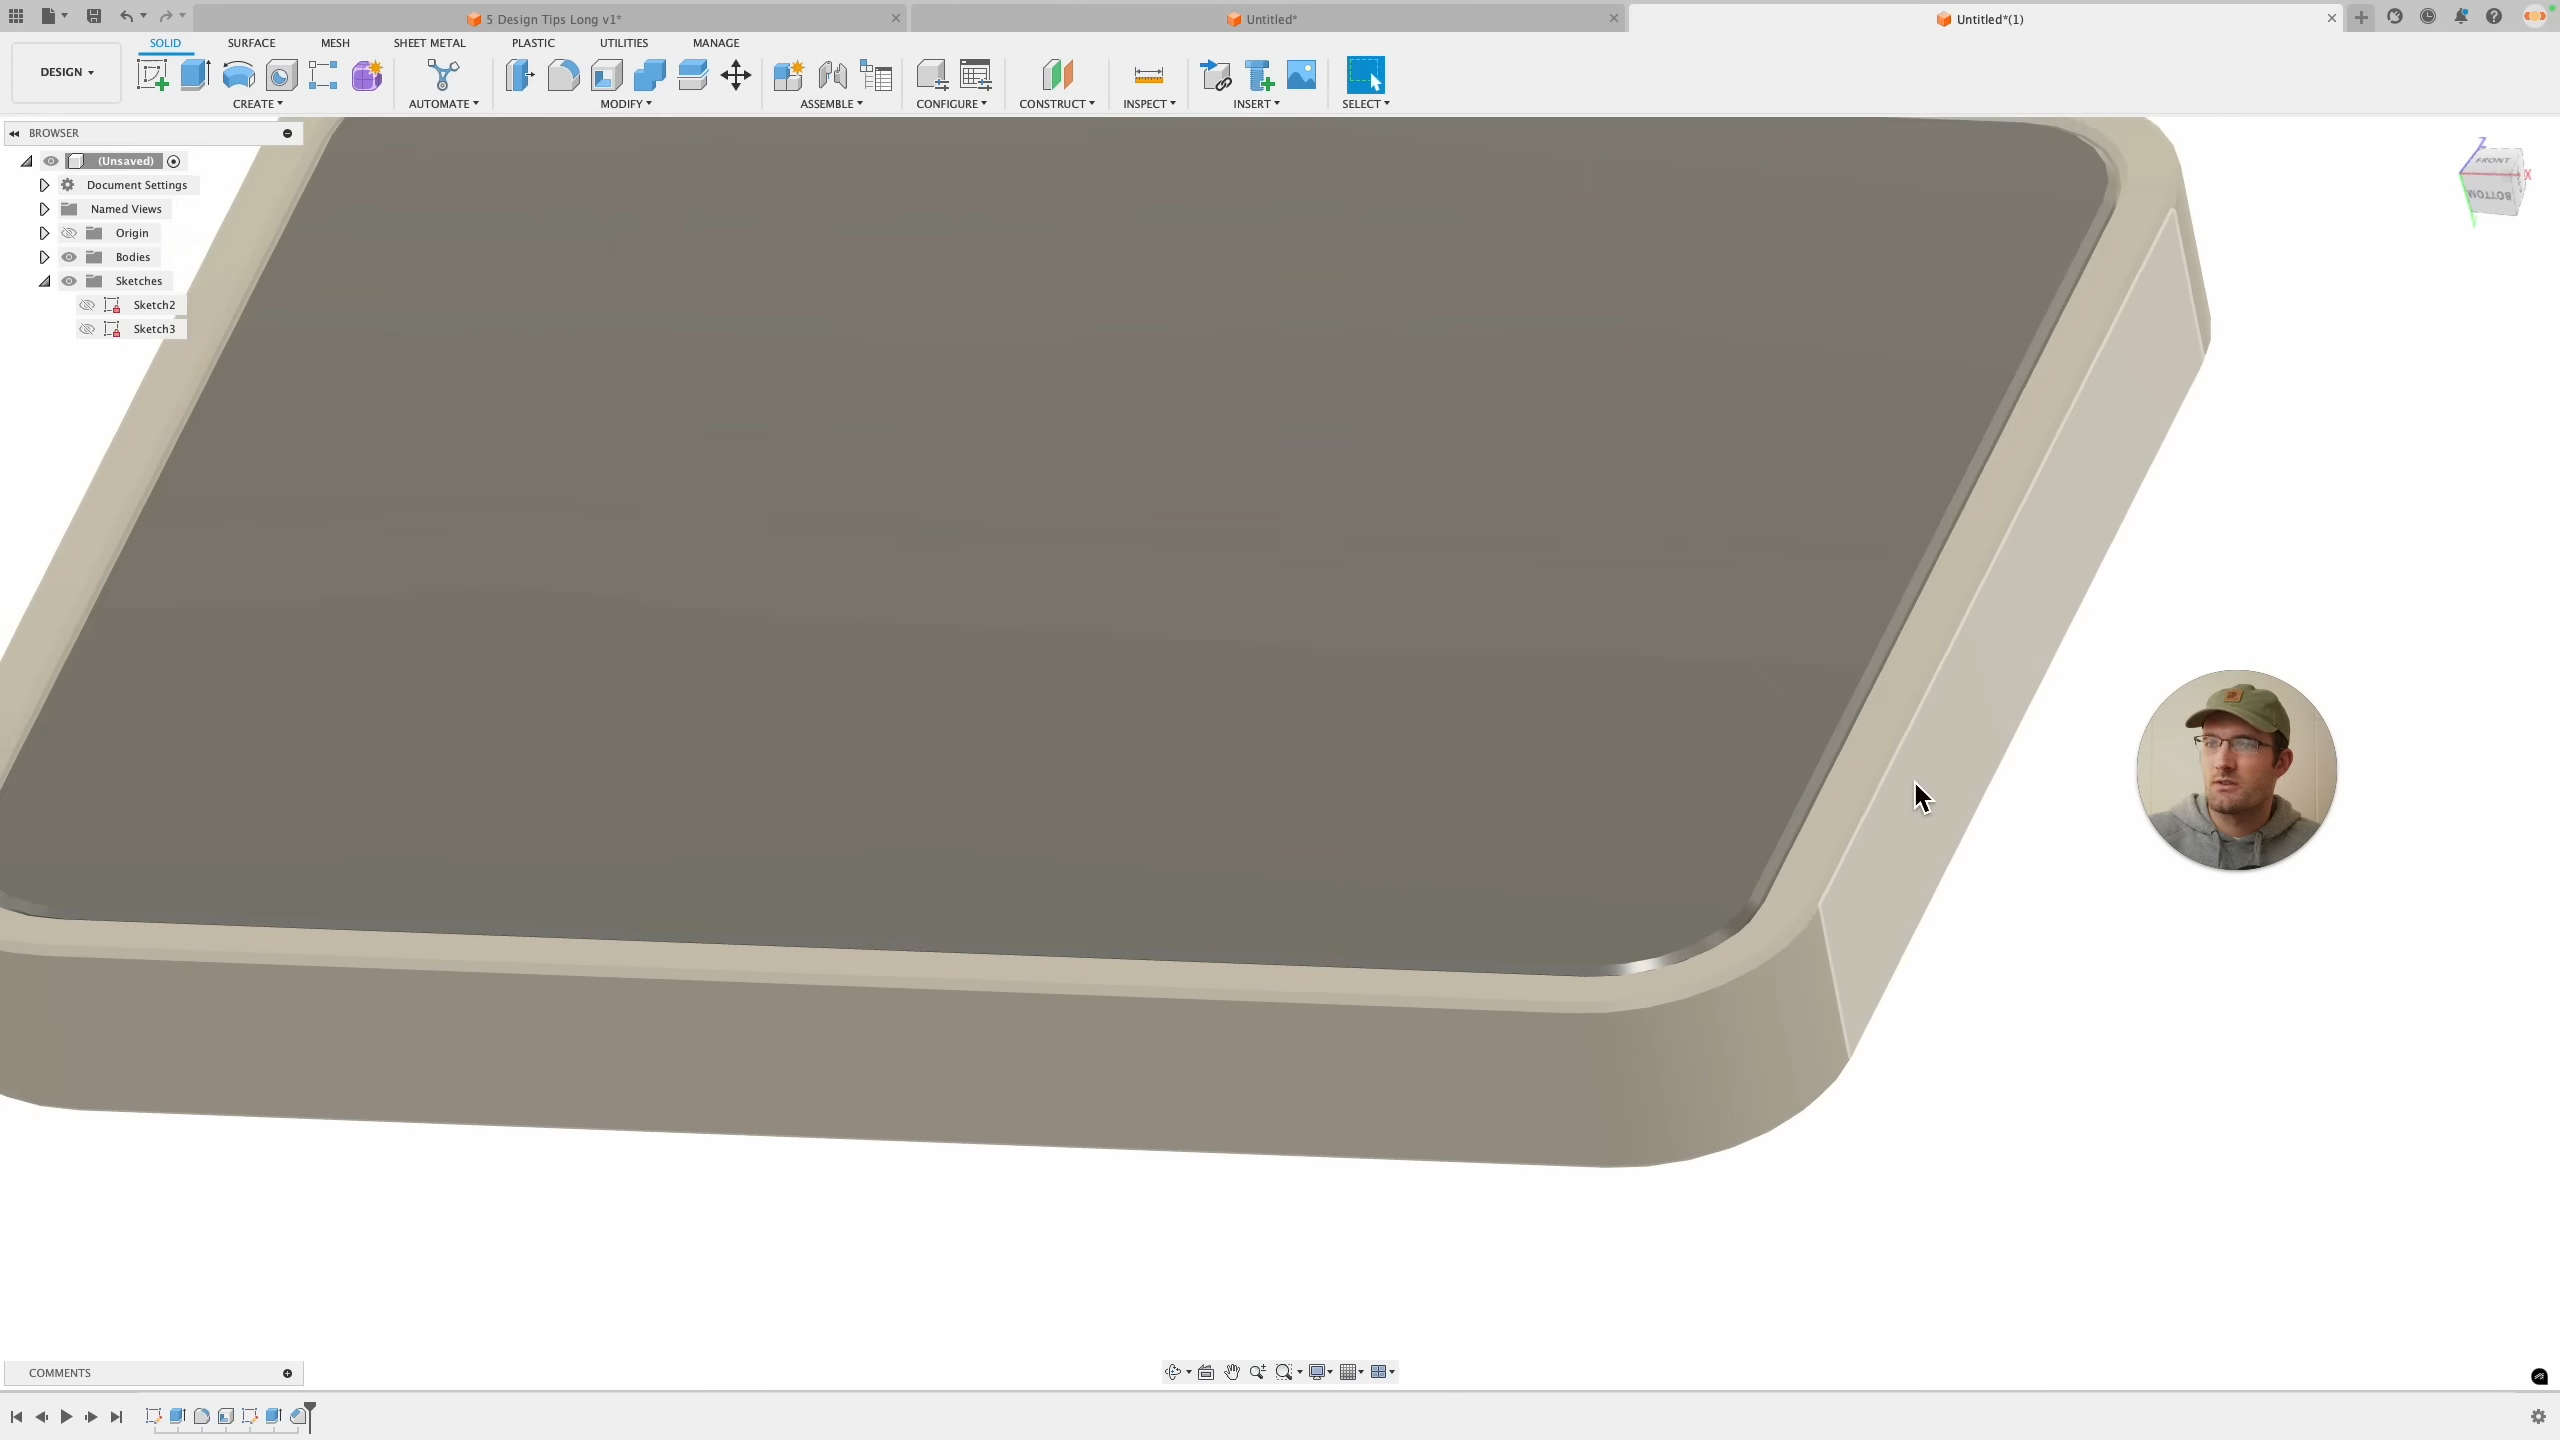 5 Design Tips Long v1*
Untitled*
Untitled*(1)
DESIGN
SOLID
SURFACE
MESH
SHEET METAL
PLASTIC
UTILITIES
MANAGE
CREATE
AUTOMATE
MODIFY
ASSEMBLE
CONFIGURE
CONSTRUCT
INSPECT
INSERT
SELECT
BROWSER
(Unsaved)
Document Settings
Named Views
Origin
Bodies
Sketches
Sketch2
Sketch3
Z
FRONT
X
BOTTOM
COMMENTS